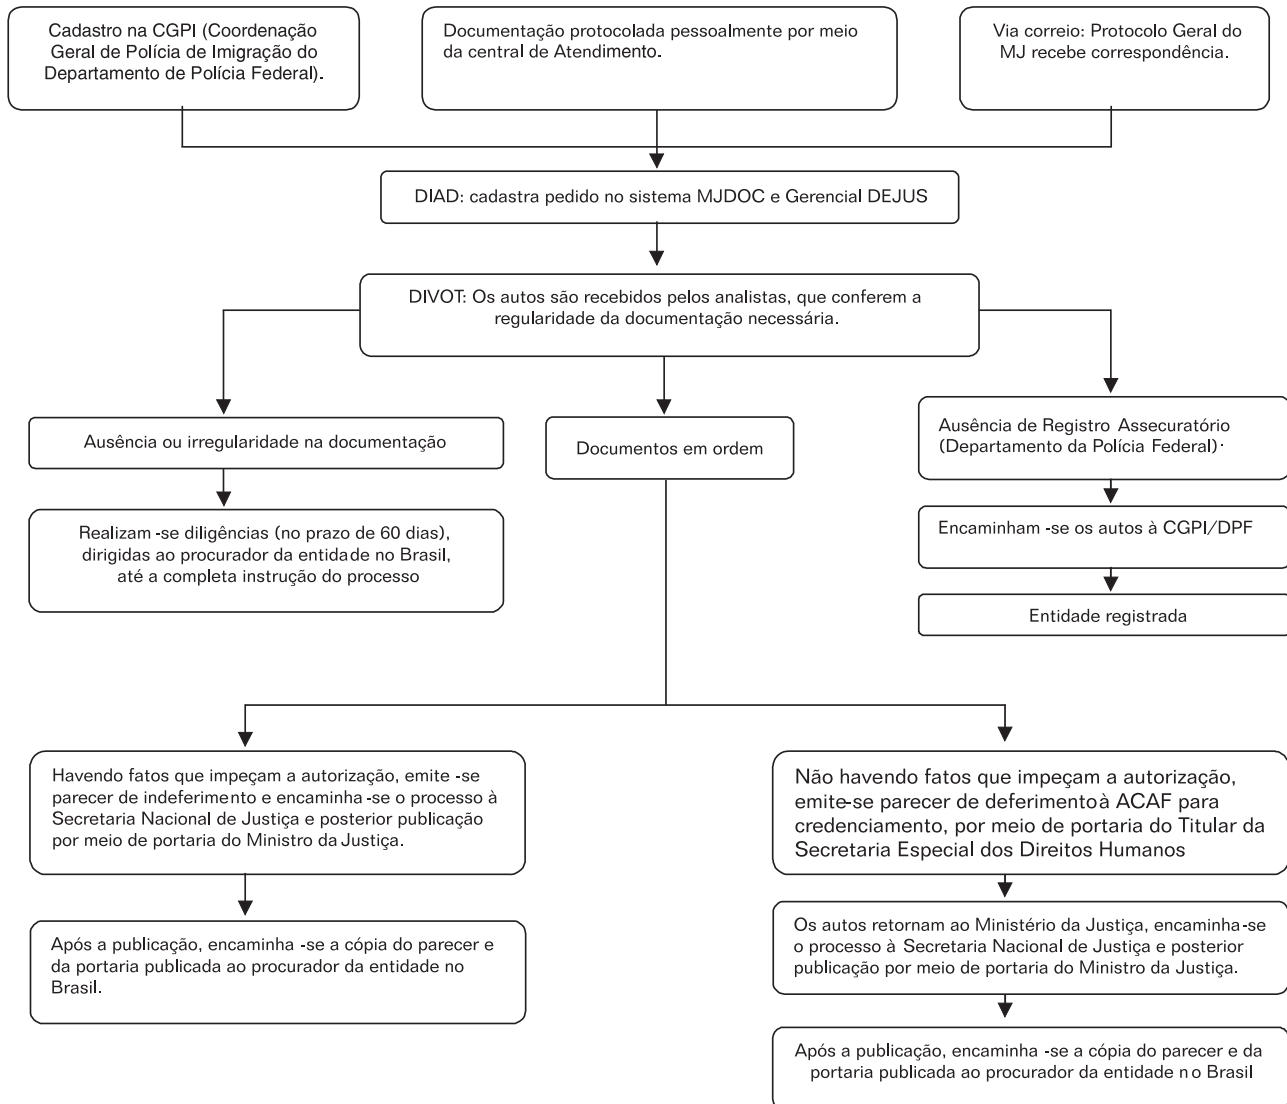 Cadastro na CGPI (Coordenação
Geral de Polícia de Imigração do
Departamento de Polícia Federal).
Documentação protocolada pessoalmente por meio
da central de Atendimento.
Via correio: Protocolo Geral do
MJ recebe correspondência.
DIAD: cadastra pedido no sistema MJDOC e Gerencial DEJUS
DIVOT: Os autos são recebidos pelos analistas, que conferem a
regularidade da documentação necessária.
Ausência ou irregularidade na documentação
Documentos em ordem
Ausência de Registro Assecuratório
(Departamento da Polícia Federal).
Realizam -se diligências (no prazo de 60 dias),
dirigidas ao procurador da entidade no Brasil,
até a completa instrução do processo
Encaminham -se os autos à CGPI/DPF
Entidade registrada
Havendo fatos que impeçam a autorização, emite -se
parecer de indeferimento e encaminha-se o processo à
Secretaria Nacional de Justiça e posterior publicação
por meio de portaria do Ministro da Justiça.
Não havendo fatos que impeçam a autorização,
emite-se parecer de deferimento à ACAF para
credenciamento, por meio de portaria do Titular da
Secretaria Especial dos Direitos Humanos
Após a publicação, encaminha -se a cópia do parecer e
da portaria publicada ao procurador da entidade no
Brasil.
Os autos retornam ao Ministério da Justiça, encaminha-se
o processo à Secretaria Nacional de Justiça e posterior
publicação por meio de portaria do Ministro da Justiça.
Após a publicação, encaminha -se a cópia do parecer e da
portaria publicada ao procurador da entidade no Brasil